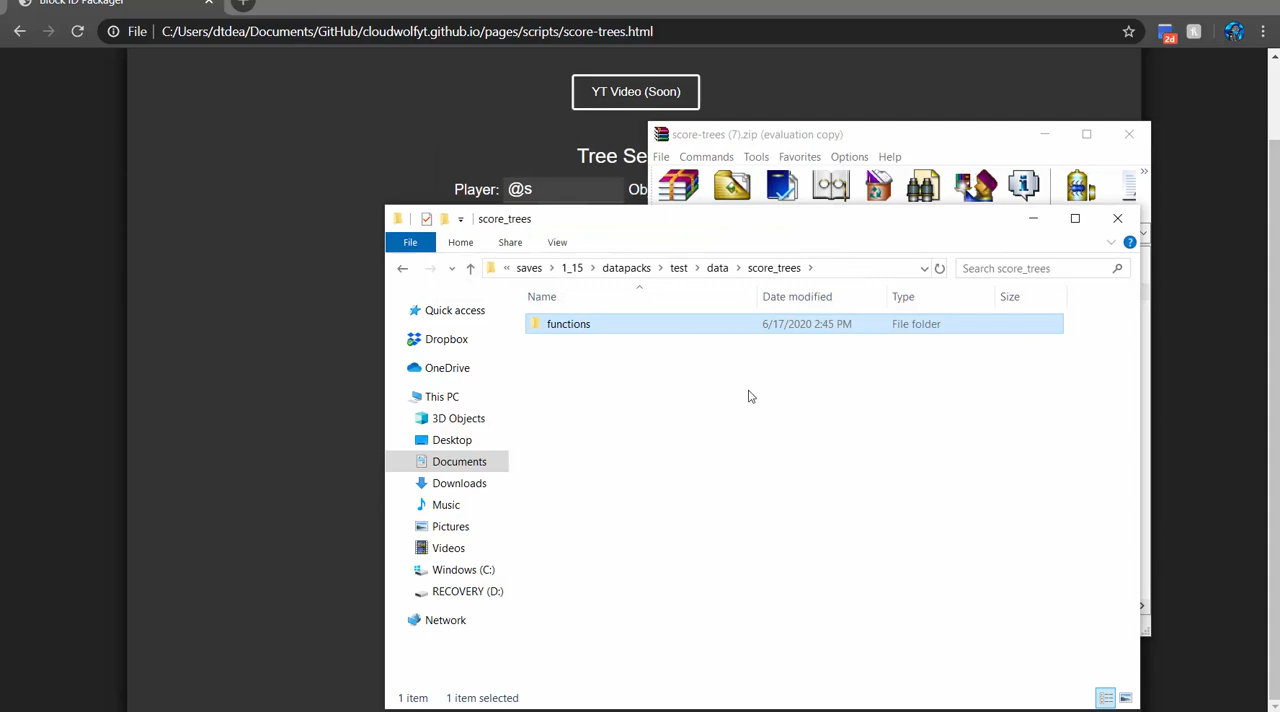 Block ID Packager
File C:/Users/dtdea/Documents/GitHub/cloudwolfyt.github.io/pages/scripts/score-trees.html
2d
YT Video (Soon)
Tree Se
Player: @s Ob
score-trees (7).zip (evaluation copy)
File Commands Tools Favorites Options Help
score_trees
File Home Share View
« saves > 1_15 > datapacks > test > data > score_trees >
Search score_trees
Name Date modified Type Size
functions 6/17/2020 2:45 PM File folder
Quick access
Dropbox
OneDrive
This PC
3D Objects
Desktop
Documents
Downloads
Music
Pictures
Videos
Windows (C:)
RECOVERY (D:)
Network
1 item 1 item selected